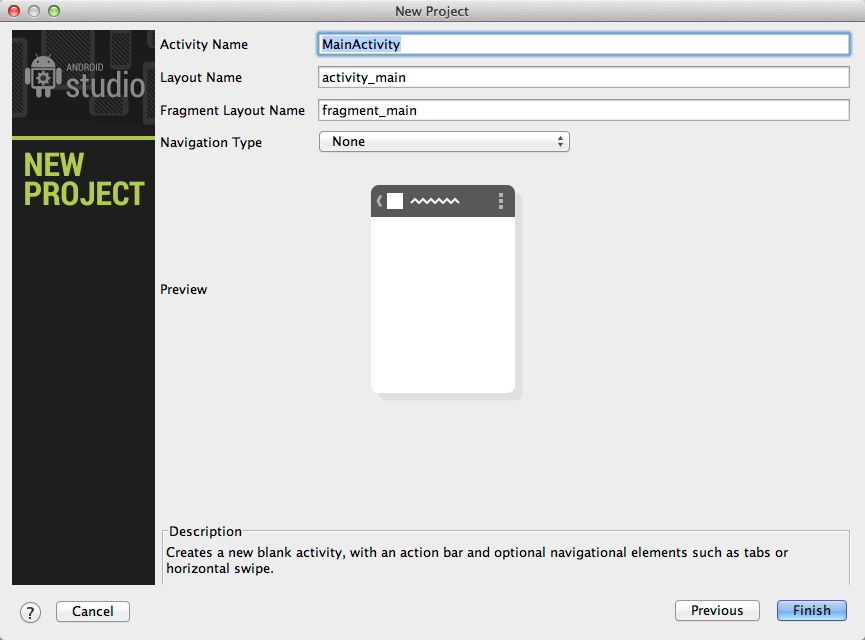 New Project
ANDROID
studio
NEW
PROJECT
Activity Name
MainActivity
Layout Name
activity_main
Fragment Layout Name
fragment_main
Navigation Type
None
Preview
Description
Creates a new blank activity, with an action bar and optional navigational elements such as tabs or
horizontal swipe.
?
Cancel
Previous
Finish